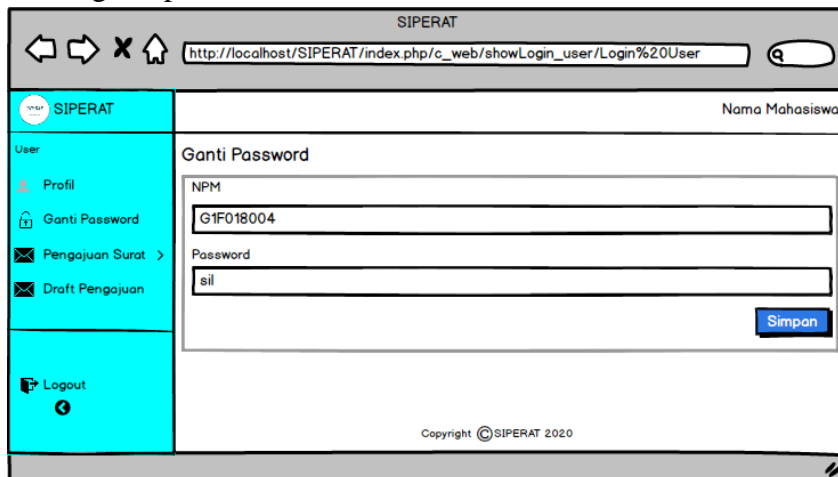 SIPERAT
http://localhost/SIPERAT/index.php/c_web/showLogin_user/Login%20User
SIPERAT
Nama Mahasiswa
User
Profil
Ganti Password
Pengajuan Surat >
Draft Pengajuan
Logout
Ganti Password
NPM
G1F018004
Password
sil
Simpan
Copyright ©SIPERAT 2020